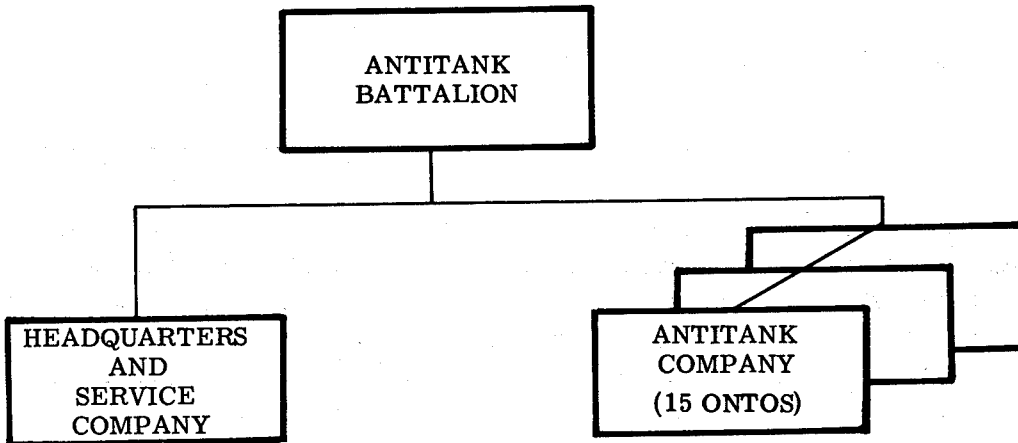 ANTITANK
BATTALION
HEADQUARTERS
AND
SERVICE
COMPANY
ANTITANK
COMPANY
(15 ONTOS)